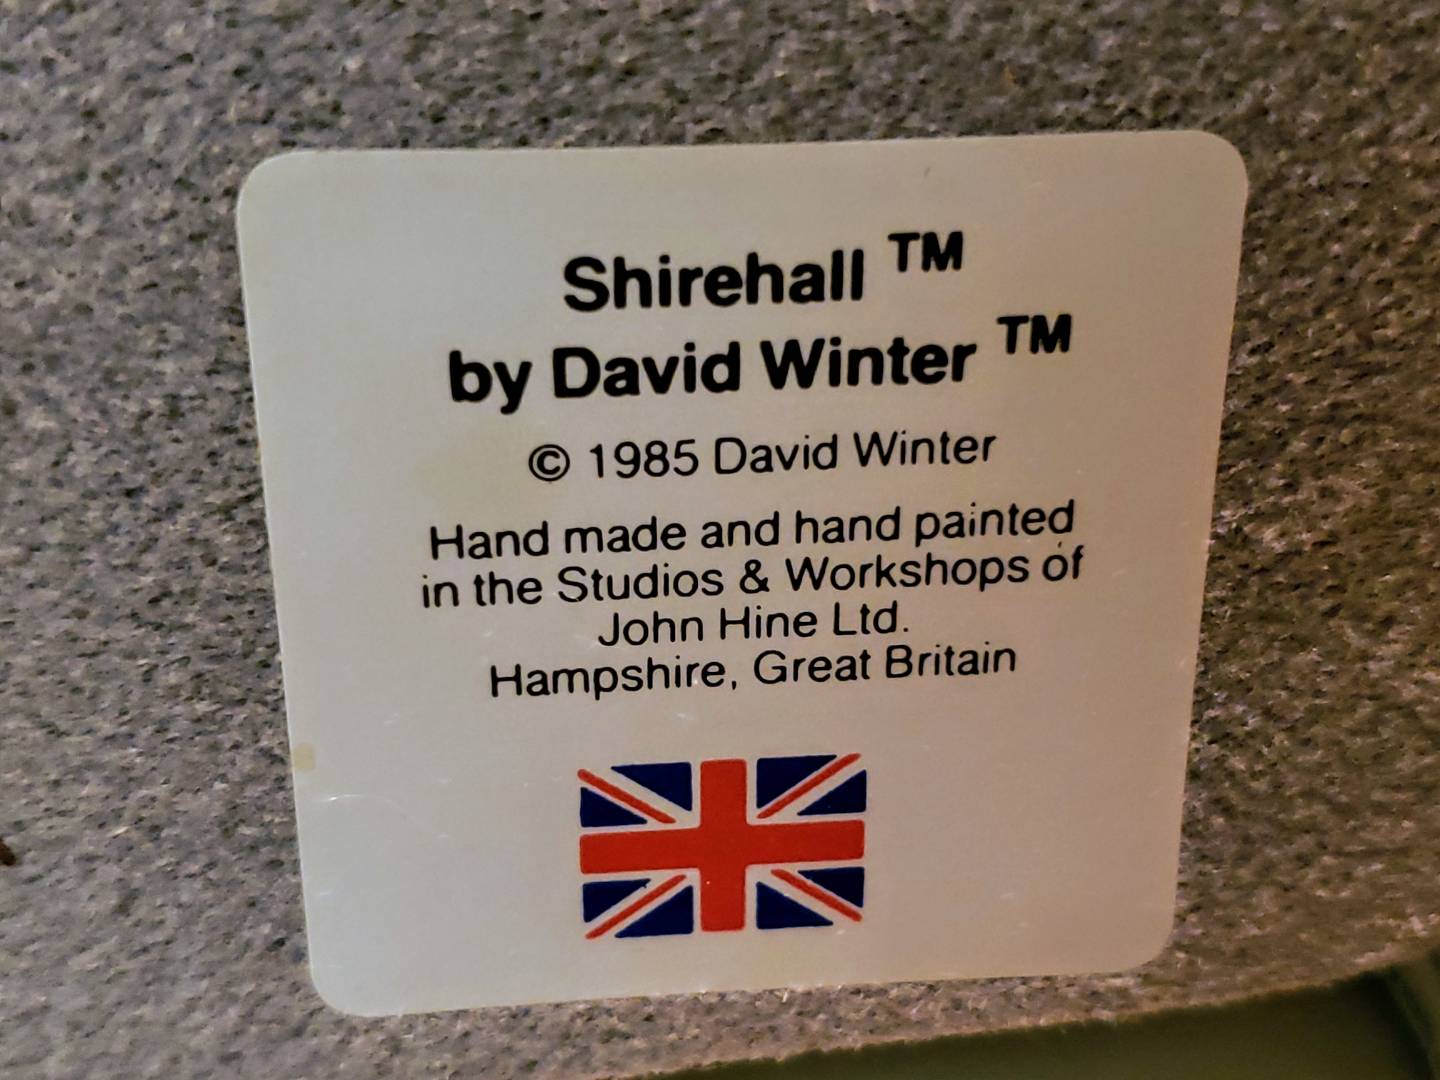 Shirehall ™
by David Winter ™
© 1985 David Winter
Hand made and hand painted
in the Studios & Workshops of
John Hine Ltd.
Hampshire, Great Britain